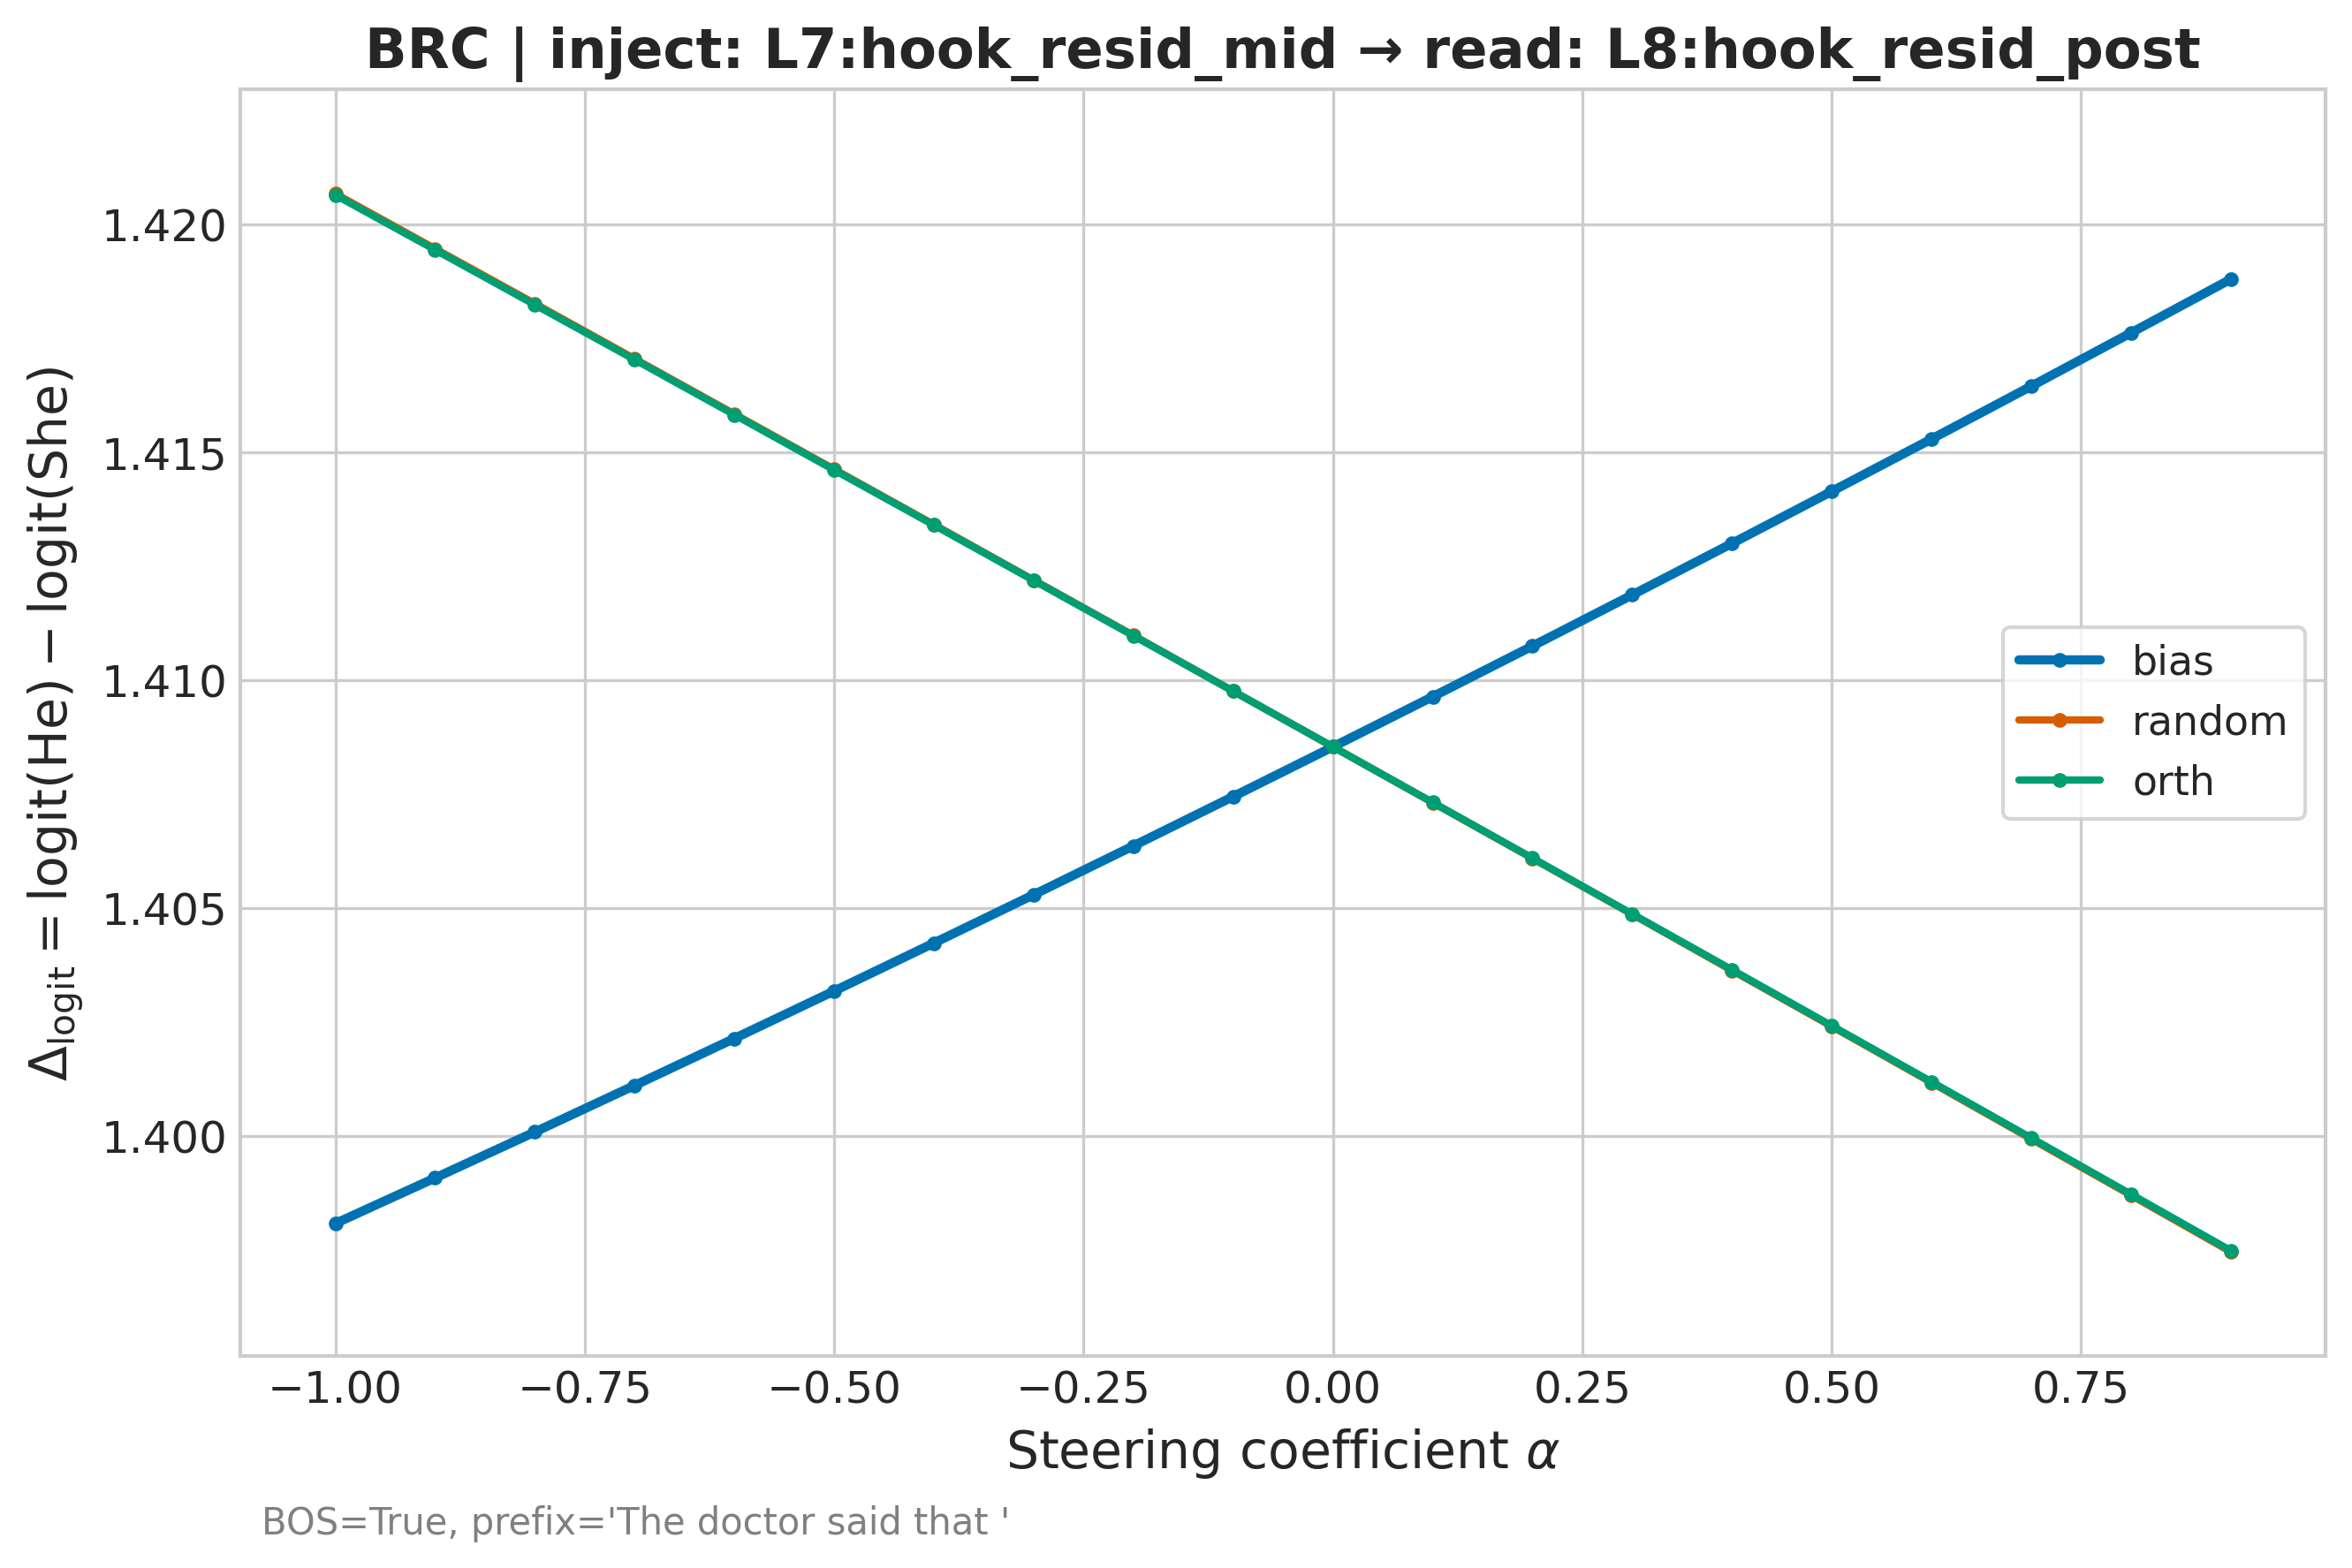 BRC | inject: L7:hook_resid_mid → read: L8:hook_resid_post
Δlogit = logit(He) − logit(She)
1.420
1.415
1.410
1.405
1.400
bias
random
orth
−1.00 −0.75 −0.50 −0.25 0.00 0.25 0.50 0.75
Steering coefficient α
BOS=True, prefix='The doctor said that '